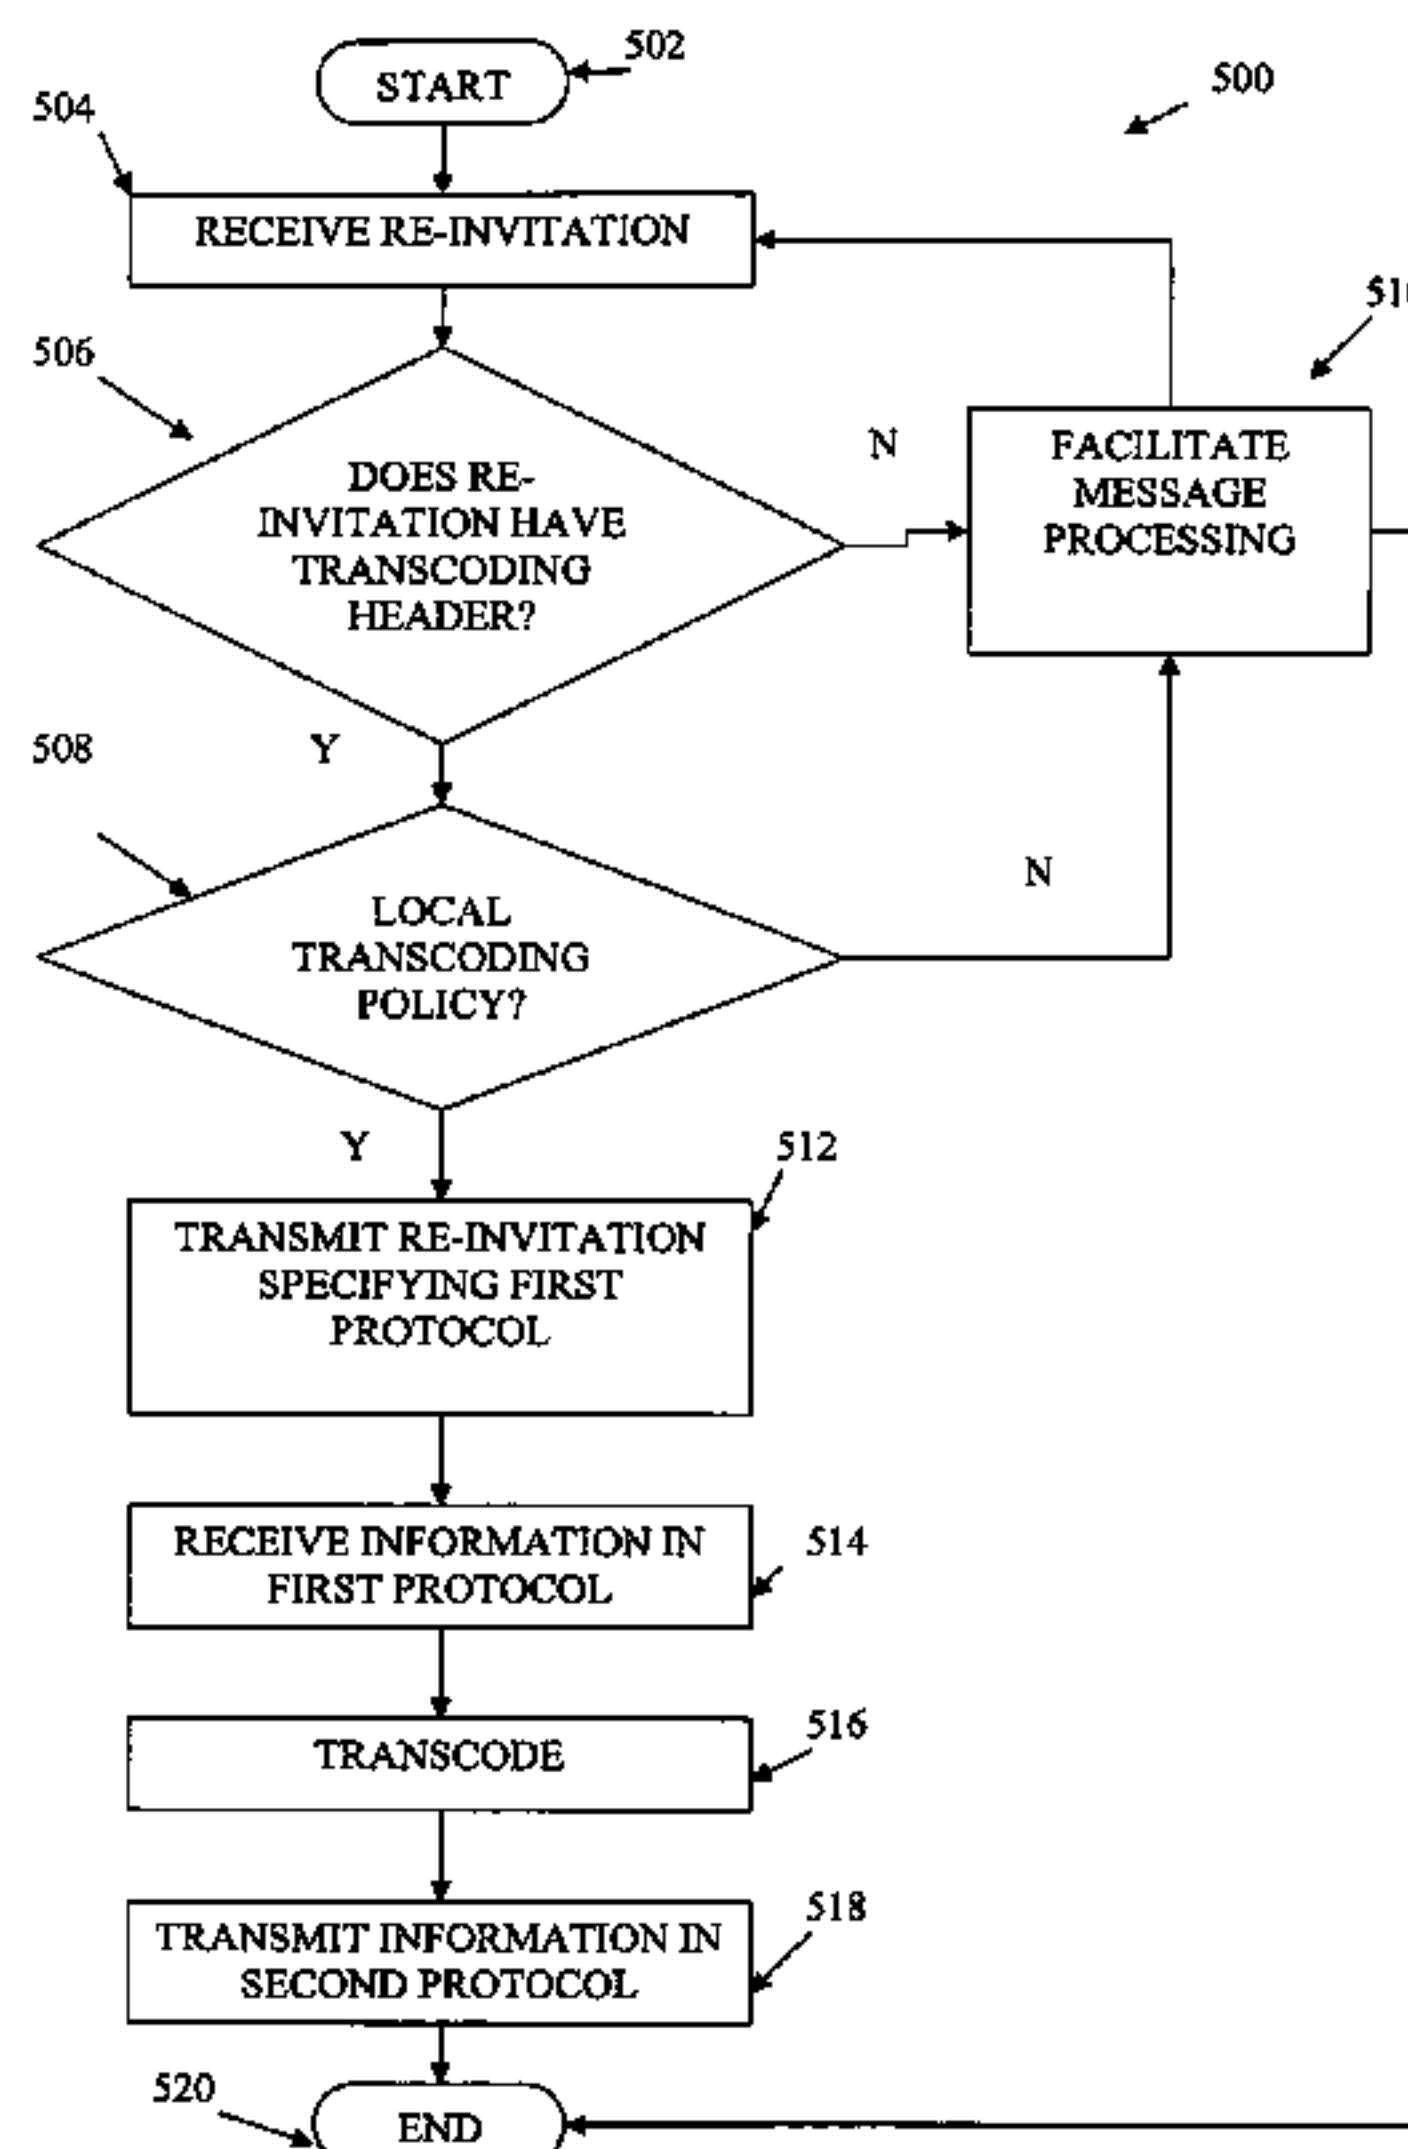 502
START
500
504
RECEIVE RE-INVITATION
506
DOES RE-
INVITATION HAVE
TRANSCODING
HEADER?
N
FACILITATE
MESSAGE
PROCESSING
Y
508
LOCAL
TRANSCODING
POLICY?
N
Y
512
TRANSMIT RE-INVITATION
SPECIFYING FIRST
PROTOCOL
RECEIVE INFORMATION IN
FIRST PROTOCOL
514
TRANSCODE
516
TRANSMIT INFORMATION IN
SECOND PROTOCOL
518
520
END